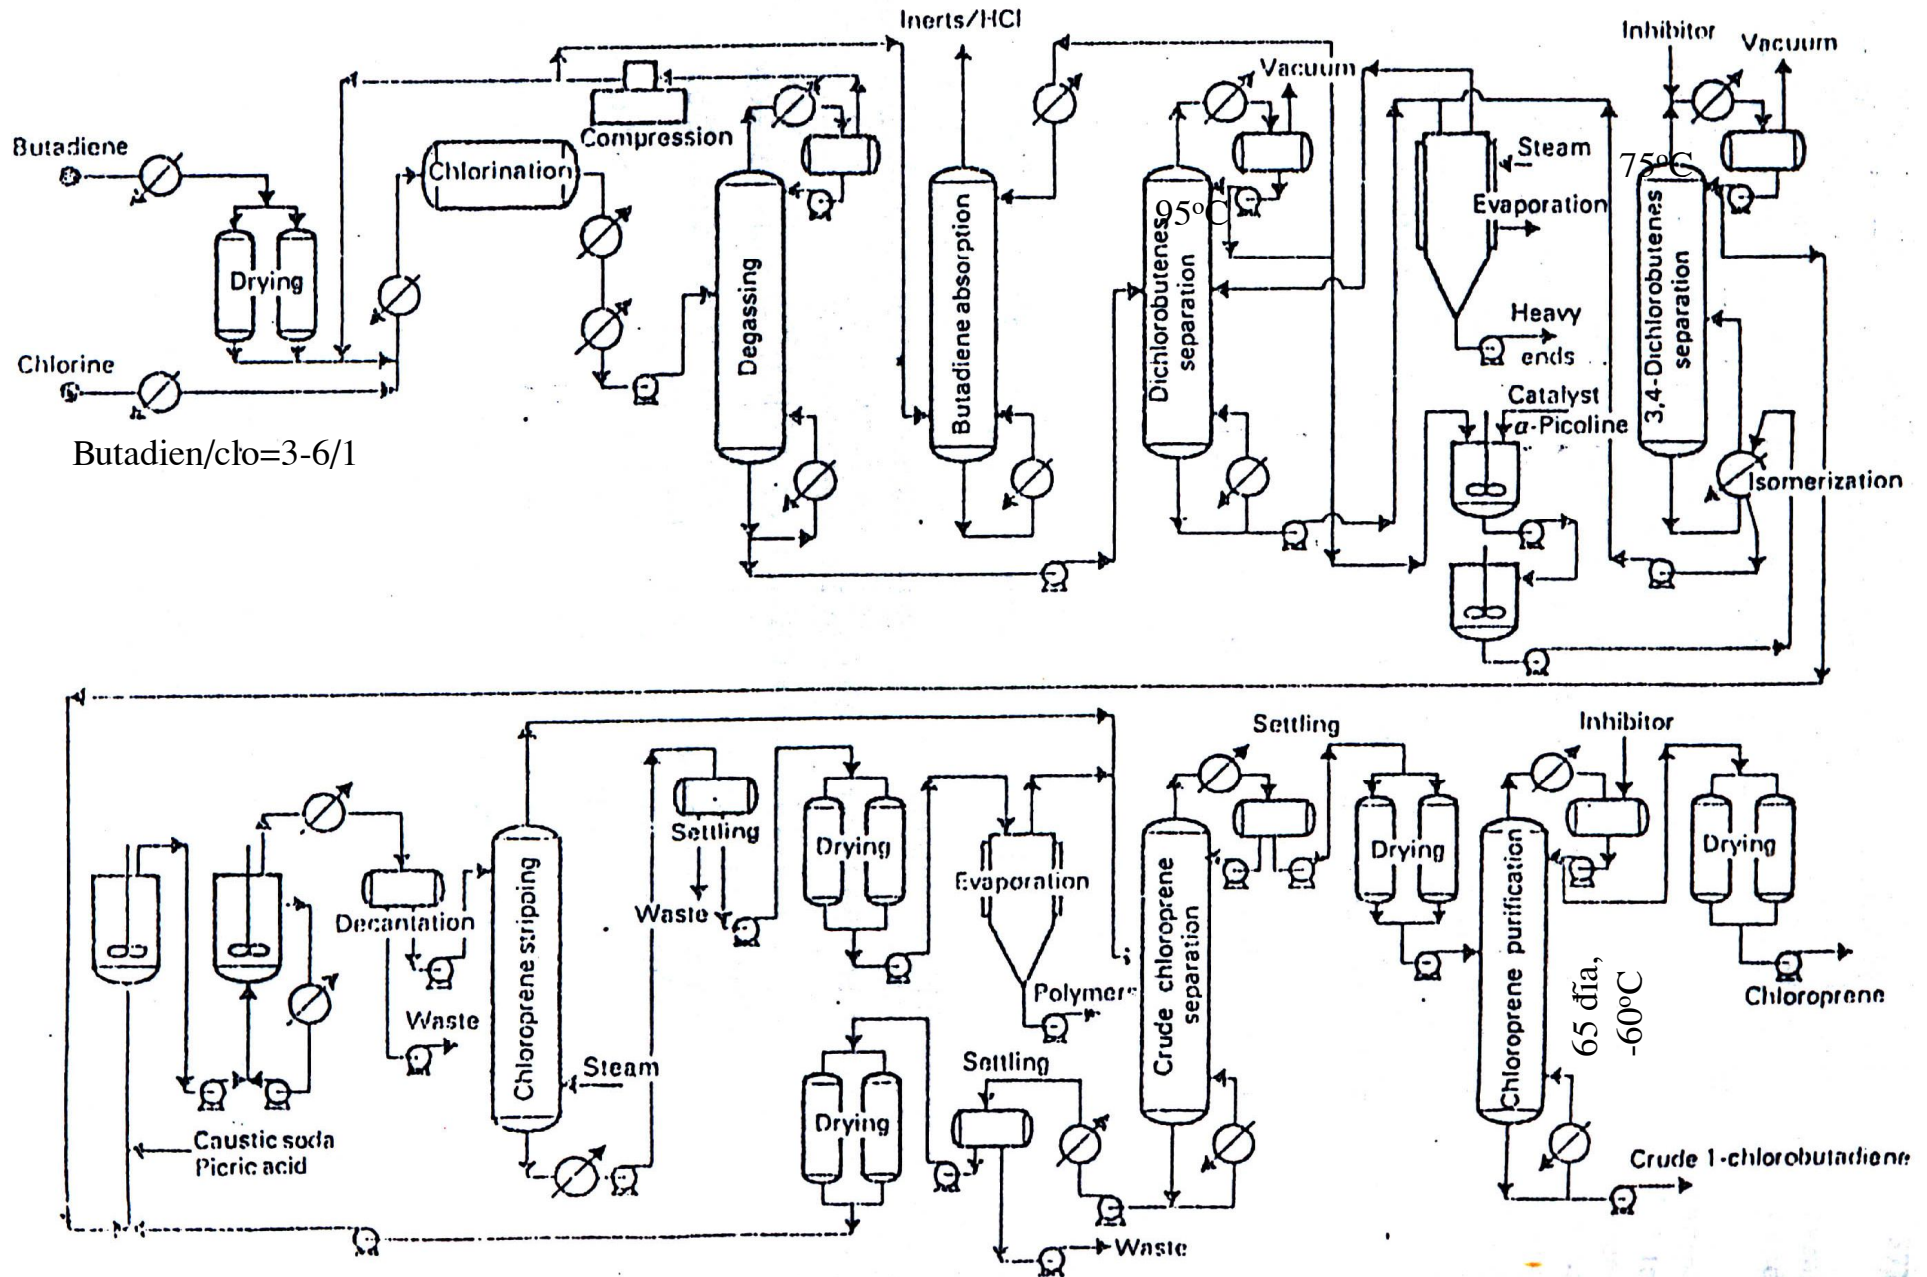 Inerts/HCl
Inhibitor
Vacuum
Vacuum
Compression
Butadiene
Chlorination
Steam
75ºC
Evaporation
95ºC
Drying
Degassing
Butadiene absorption
Dichlorobutenes
separation
3,4-Dichlorobutenes
separation
Heavy
ends
Chlorine
Catalyst
α-Picoline
Butadien/clo=3-6/1
Isomerization
Settling
Inhibitor
Settling
Drying
Drying
Drying
Evaporation
Decantation
Waste
Chloroprene stripping
Crude chloroprene
separation
Chloroprene purification
65 đĩa,
-60ºC
Polymers
Chloroprene
Waste
Steam
Settling
Drying
Caustic soda
Picric acid
Crude 1-chlorobutadiene
Waste